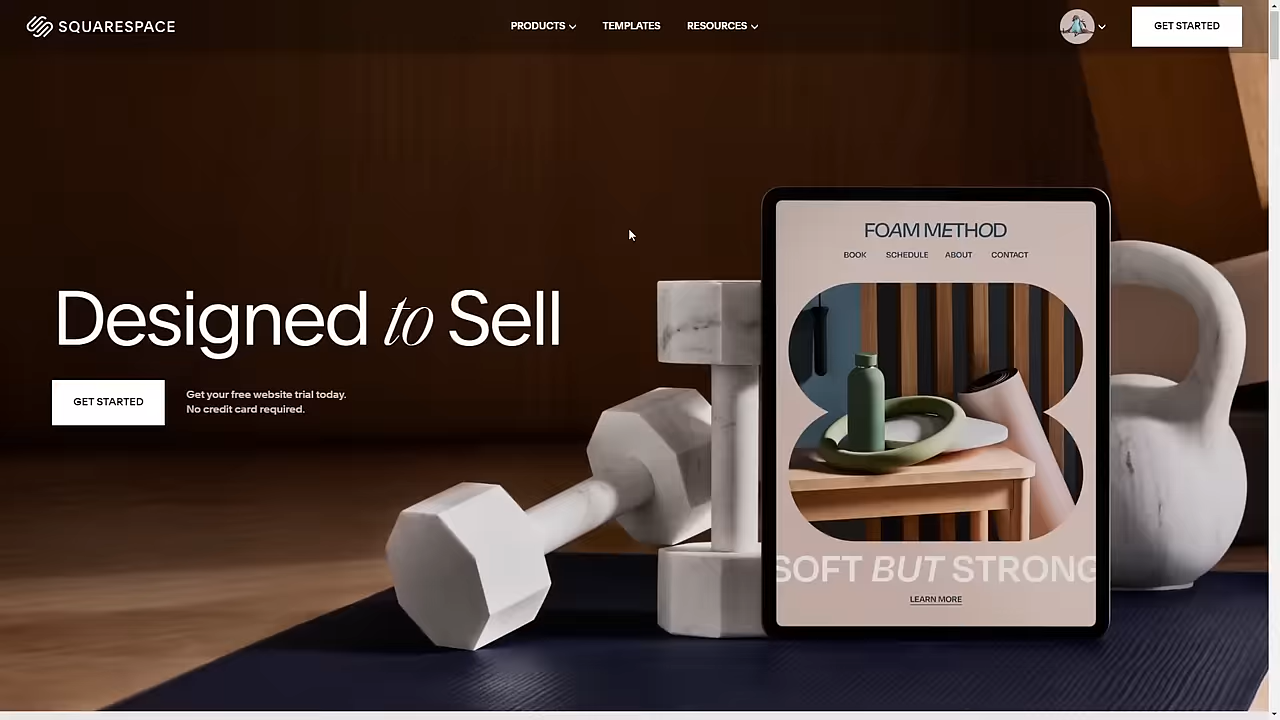 SQUARESPACE
PRODUCTS
TEMPLATES
RESOURCES
GET STARTED
FOAM METHOD
BOOK SCHEDULE ABOUT CONTACT
Designed to Sell
GET STARTED
Get your free website trial today.
No credit card required.
SOFT BUT STRONG
LEARN MORE